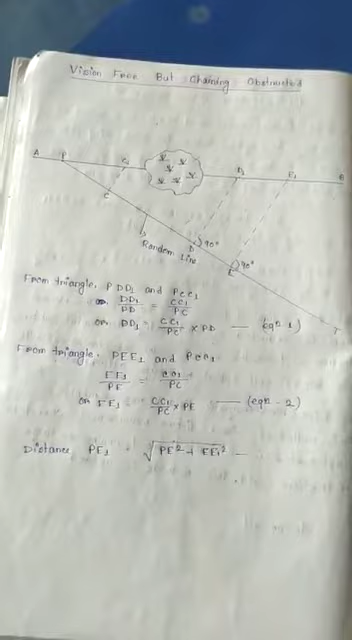 Vision Free But Chaining Obstructed
A P C₁ D₁ E₁ B
C
Random Line
D 90°
E 90°
From triangle, PDD₁ and PCC₁
or DD₁/PD = CC₁/PC
or DD₁ = CC₁/PC × PD — (eqn 1)
From triangle, PEE₁ and PCC₁
EE₁/PE = CC₁/PC
or EE₁ = CC₁/PC × PE — (eqn - 2)
Distance PE₁ = √PE² + EE₁² —